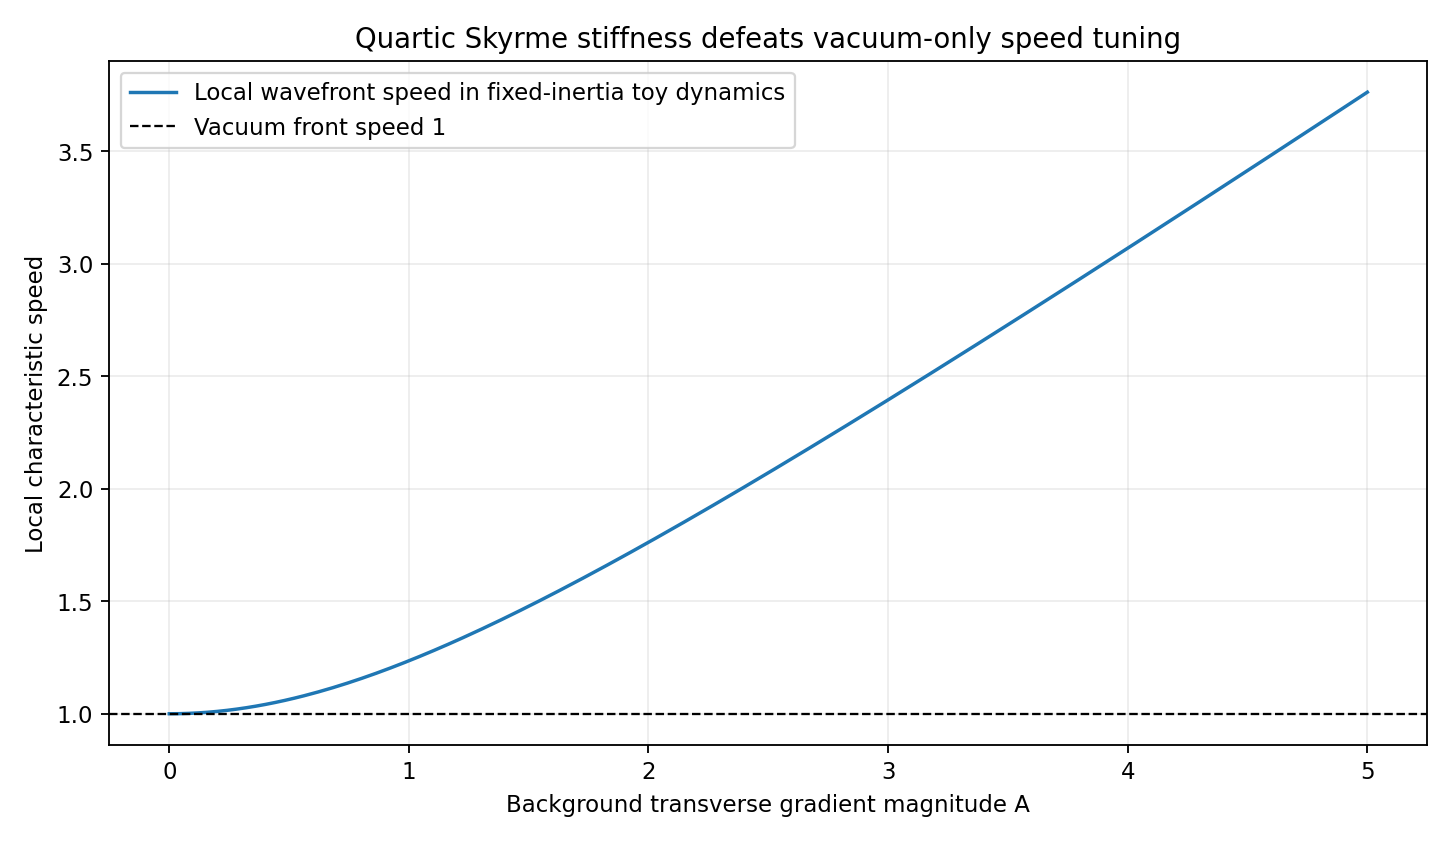 Quartic Skyrme stiffness defeats vacuum-only speed tuning
Local wavefront speed in fixed-inertia toy dynamics
Vacuum front speed 1
Local characteristic speed
3.5
3.0
2.5
2.0
1.5
1.0
0 1 2 3 4 5
Background transverse gradient magnitude A